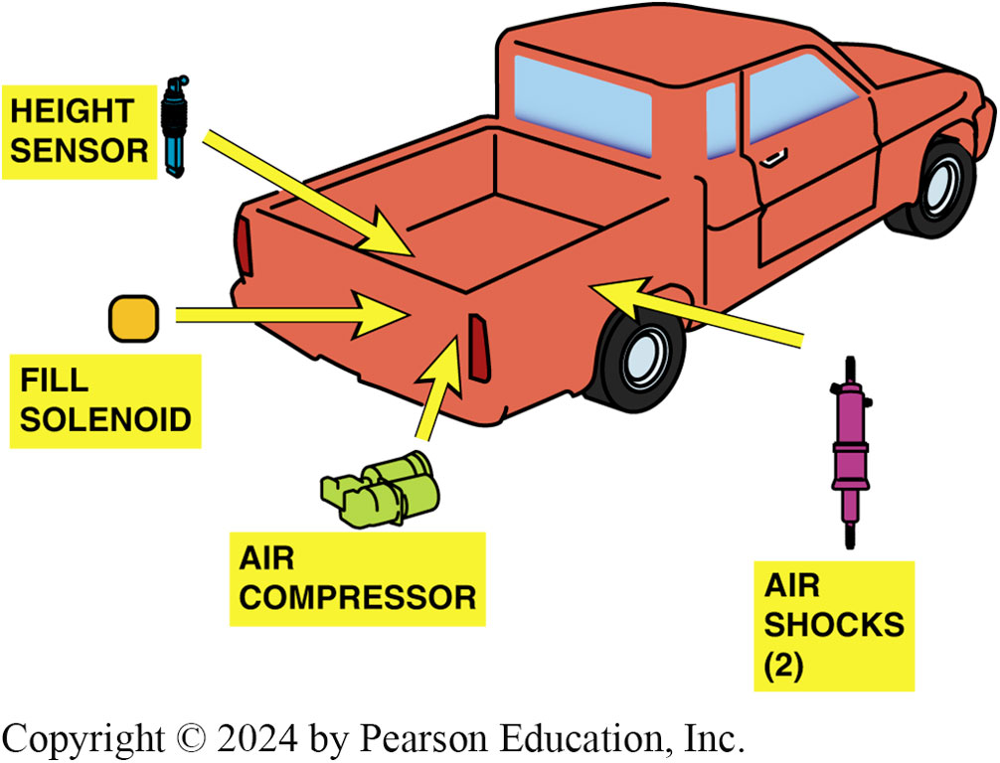 HEIGHT
SENSOR
FILL
SOLENOID
AIR
COMPRESSOR
AIR
SHOCKS
(2)
Copyright © 2024 by Pearson Education, Inc.